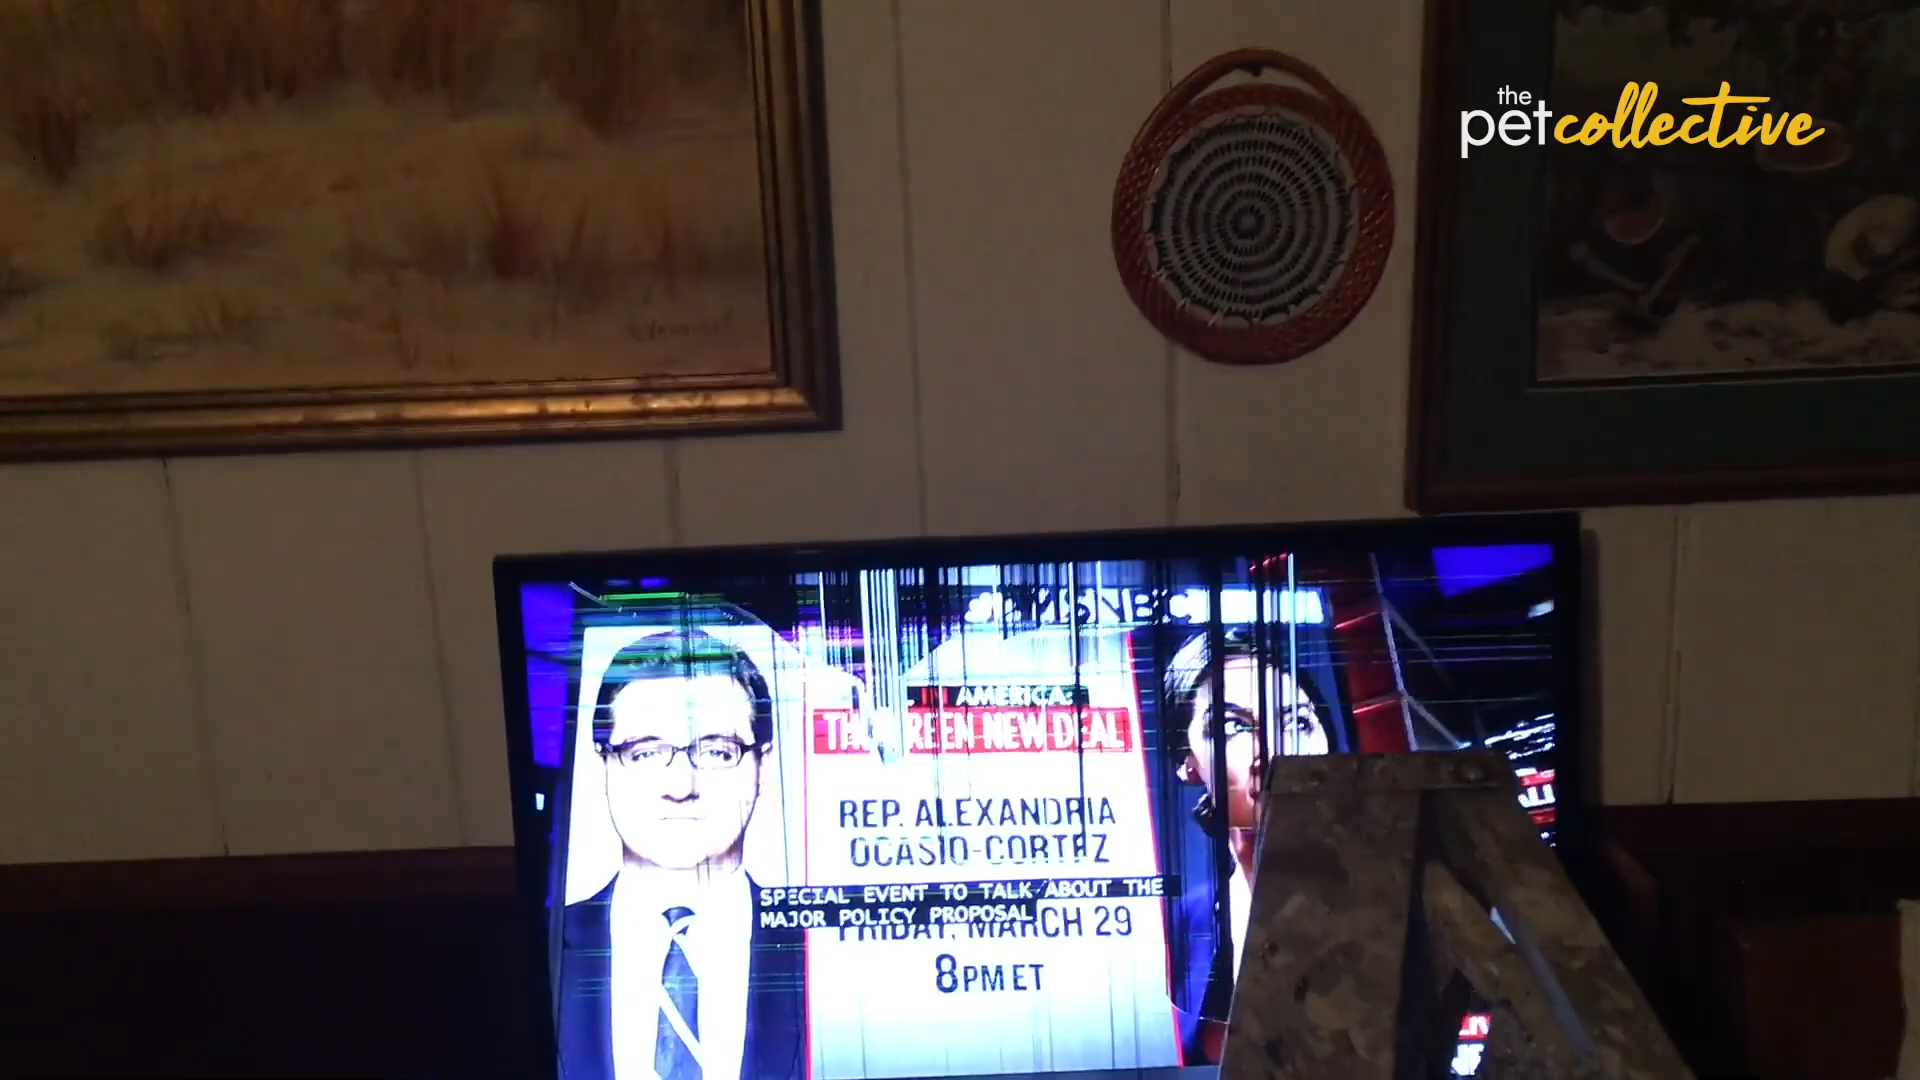 the
petcollective
MSNBC
AMERICA:
GREEN NEW DEAL
REP. ALEXANDRIA
OCASIO-CORTEZ
SPECIAL EVENT TO TALK ABOUT THE
MAJOR POLICY PROPOSAL
FRIDAY, MARCH 29
8PM ET